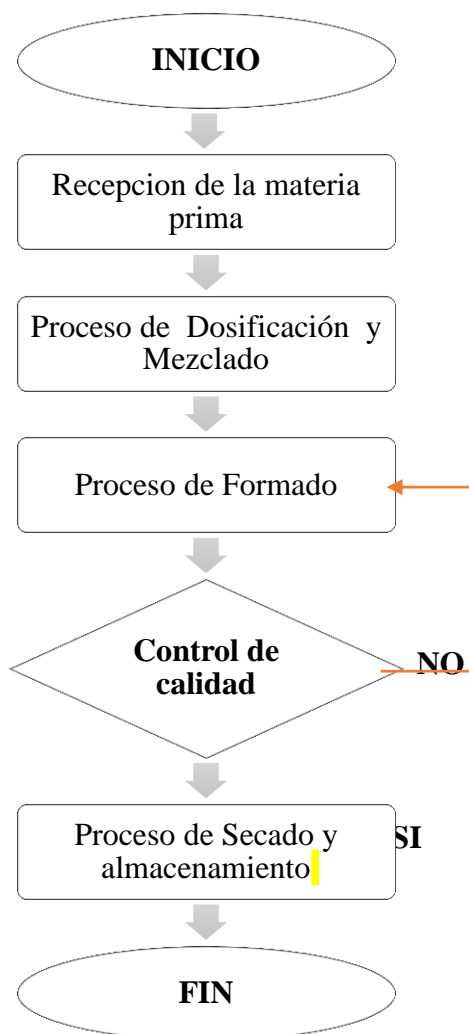 INICIO
Recepcion de la materia
prima
Proceso de Dosificación y
Mezclado
Proceso de Formado
Control de
calidad
NO
Proceso de Secado y
almacenamiento
SI
FIN